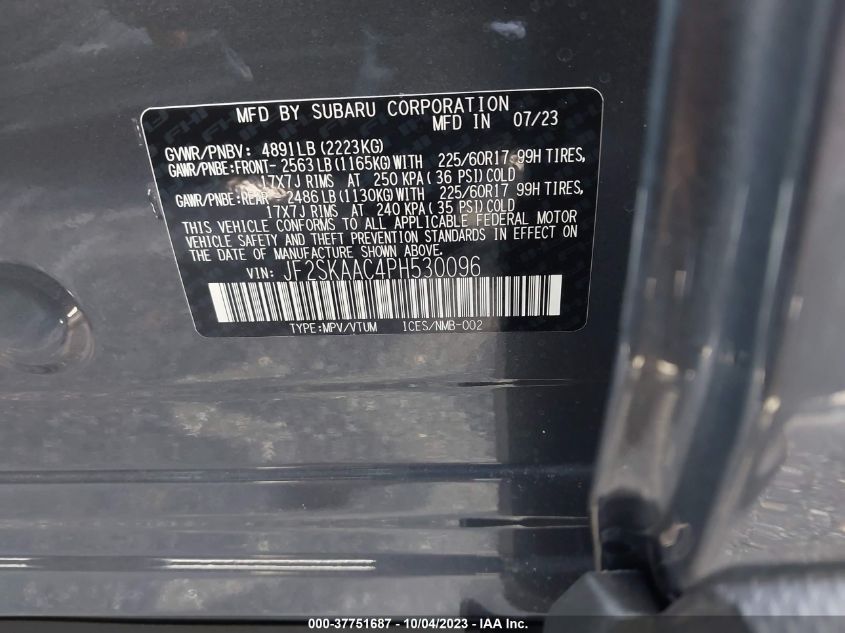 MFD BY SUBARU CORPORATION
MFD IN 07/23
GVWR/PNBV: 4891LB(2223KG)
GAWR/PNBE:FRONT- 2563LB(1165KG)WITH 225/60R17 99H TIRES,
17X7J RIMS AT 250 KPA(36 PSI)COLD
GAWR/PNBE:REAR - 2486LB(1130KG)WITH 225/60R17 99H TIRES,
17X7J RIMS AT 240 KPA(35 PSI)COLD
THIS VEHICLE CONFORMS TO ALL APPLICABLE FEDERAL MOTOR
VEHICLE SAFETY AND THEFT PREVENTION STANDARDS IN EFFECT ON
THE DATE OF MANUFACTURE SHOWN ABOVE.
VIN: JF2SKAAC4PH530096
TYPE:MPV/VTUM ICES/NMB-002
000-37751687 - 10/04/2023 - IAA Inc.